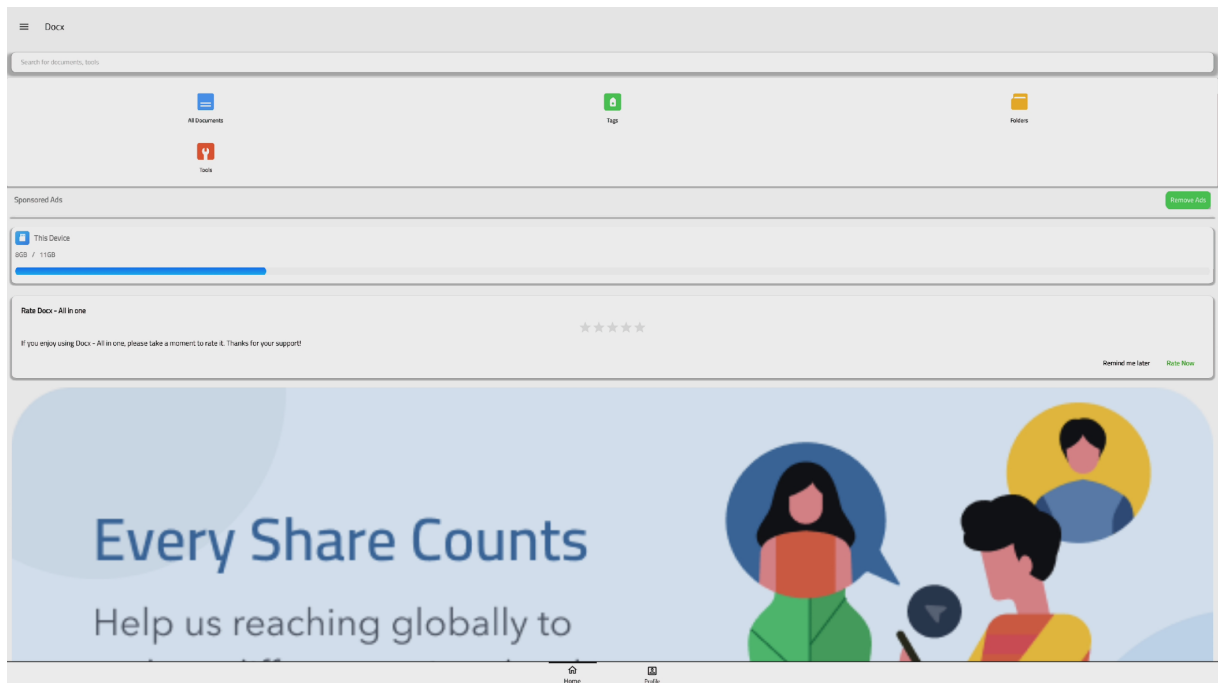 Docx
Search for documents, tools
All Documents
Tags
Folders
Tools
Sponsored Ads
Remove Ads
This Device
8GB / 11GB
Rate Docx - All in one
If you enjoy using Docx - All in one, please take a moment to rate it. Thanks for your support!
Remind me later
Rate Now
Every Share Counts
Help us reaching globally to
Home
Profile